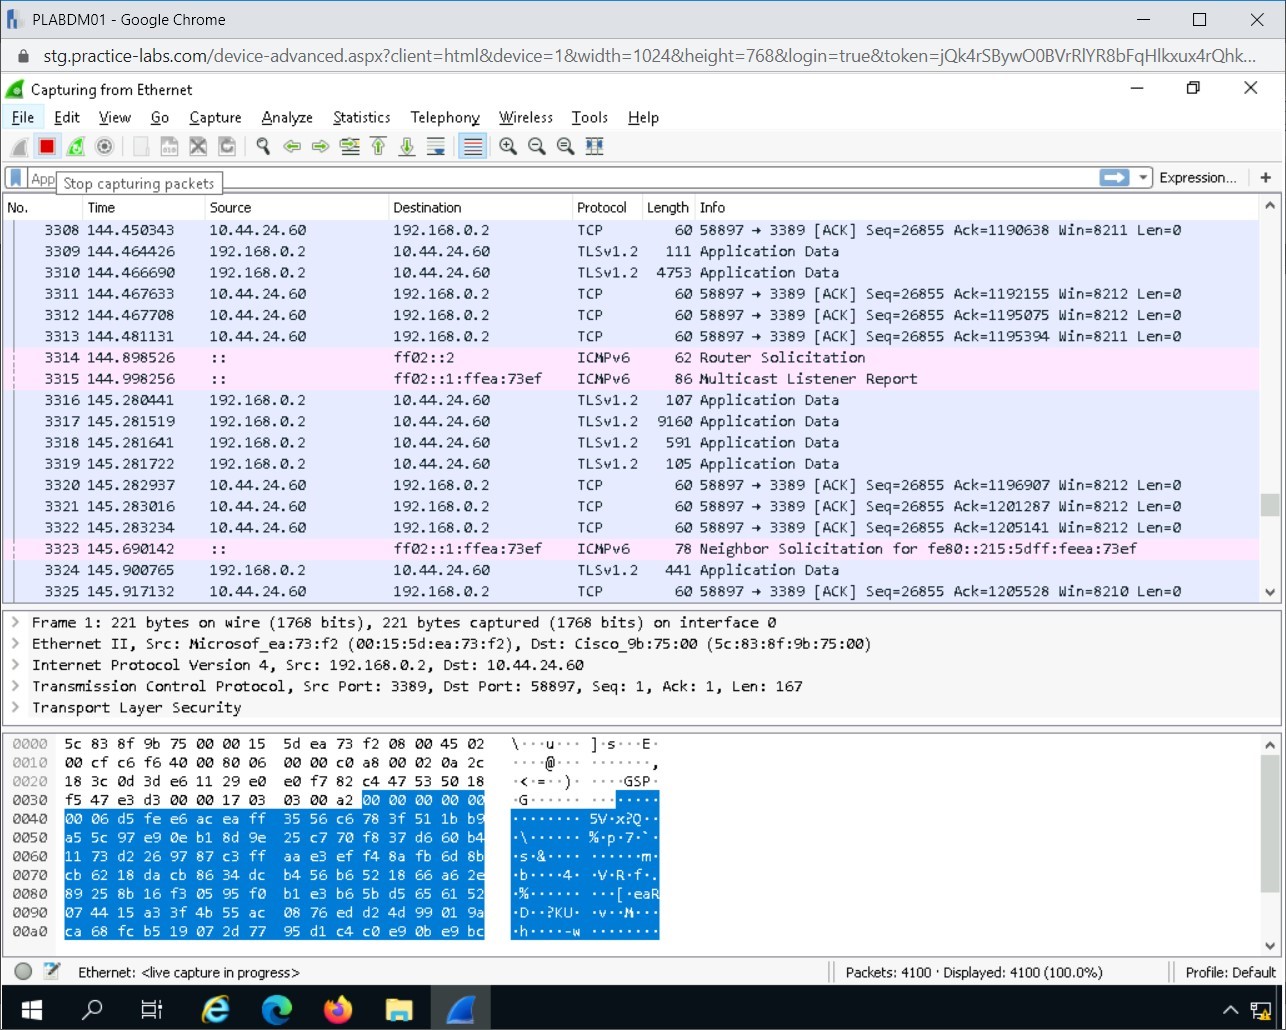 PLABDM01 - Google Chrome
stg.practice-labs.com/device-advanced.aspx?client=html&device=1&width=1024&height=768&login=true&token=jQk4rSBywO0BVrRlYR8bFqHlkxux4rQhk...
Capturing from Ethernet
File Edit View Go Capture Statistics Analyze Telephony Wireless Tools Help
App
Stop capturing packets
Expression... +
No. Time Source Destination Protocol Length Info
3308 144.450343 10.44.24.60 192.168.0.2 TCP 60 58897 → 3389 [ACK] Seq=26855 Ack=1190638 Win=8211 Len=0
3309 144.464426 192.168.0.2 10.44.24.60 TLSv1.2 111 Application Data
3310 144.466690 192.168.0.2 10.44.24.60 TLSv1.2 4753 Application Data
3311 144.467633 10.44.24.60 192.168.0.2 TCP 60 58897 → 3389 [ACK] Seq=26855 Ack=1192155 Win=8212 Len=0
3312 144.467708 10.44.24.60 192.168.0.2 TCP 60 58897 → 3389 [ACK] Seq=26855 Ack=1195075 Win=8212 Len=0
3313 144.481131 10.44.24.60 192.168.0.2 TCP 60 58897 → 3389 [ACK] Seq=26855 Ack=1195394 Win=8211 Len=0
3314 144.898526 :: ff02::2 ICMPv6 62 Router Solicitation
3315 144.998256 :: ff02::1:ffea:73ef ICMPv6 86 Multicast Listener Report
3316 145.280441 192.168.0.2 10.44.24.60 TLSv1.2 107 Application Data
3317 145.281519 192.168.0.2 10.44.24.60 TLSv1.2 9160 Application Data
3318 145.281641 192.168.0.2 10.44.24.60 TLSv1.2 591 Application Data
3319 145.281722 192.168.0.2 10.44.24.60 TLSv1.2 105 Application Data
3320 145.282937 10.44.24.60 192.168.0.2 TCP 60 58897 → 3389 [ACK] Seq=26855 Ack=1196907 Win=8212 Len=0
3321 145.283016 10.44.24.60 192.168.0.2 TCP 60 58897 → 3389 [ACK] Seq=26855 Ack=1201287 Win=8212 Len=0
3322 145.283234 10.44.24.60 192.168.0.2 TCP 60 58897 → 3389 [ACK] Seq=26855 Ack=1205141 Win=8212 Len=0
3323 145.690142 :: ff02::1:ffea:73ef ICMPv6 78 Neighbor Solicitation for fe80::215:5dff:feea:73ef
3324 145.900765 192.168.0.2 10.44.24.60 TLSv1.2 441 Application Data
3325 145.917132 10.44.24.60 192.168.0.2 TCP 60 58897 → 3389 [ACK] Seq=26855 Ack=1205528 Win=8210 Len=0
Frame 1: 221 bytes on wire (1768 bits), 221 bytes captured (1768 bits) on interface 0
Ethernet II, Src: Microsof_ea:73:f2 (00:15:5d:ea:73:f2), Dst: Cisco_9b:75:00 (5c:83:8f:9b:75:00)
Internet Protocol Version 4, Src: 192.168.0.2, Dst: 10.44.24.60
Transmission Control Protocol, Src Port: 3389, Dst Port: 58897, Seq: 1, Ack: 1, Len: 167
Transport Layer Security
0000 5c 83 8f 9b 75 00 00 15 5d ea 73 f2 08 00 45 02 \···u··· ]·s···E·
0010 00 cf c6 f6 40 00 80 06 00 00 c0 a8 00 02 0a 2c ····@··· ·······,
0020 18 3c 0d 3d e6 11 29 e0 e0 f7 82 c4 47 53 50 18 ·<·=··)· ····GSP·
0030 f5 47 e3 d3 00 00 17 03 03 00 a2 00 00 00 00 00 ·G······ ········
0040 00 06 d5 fe e6 ac ea ff 35 56 c6 78 3f 51 1b b9 ········ 5V·x?Q··
0050 a5 5c 97 e9 0e b1 8d 9e 25 c7 70 f8 37 d6 60 b4 ·\······ %·p·7·`·
0060 11 73 d2 26 97 87 c3 ff aa e3 ef f4 8a fb 6d 8b ·s·&···· ······m·
0070 cb 62 18 da cb 86 34 dc b4 56 b6 52 18 66 a6 2e ·b····4· ·V·R·f·.
0080 89 25 8b 16 f3 05 95 f0 b1 e3 b6 5b d5 65 61 52 ·%······ ···[·eaR
0090 07 44 15 a3 3f 4b 55 ac 08 76 ed d2 4d 99 01 9a ·D··?KU· ·v··M···
00a0 ca 68 fc b5 19 07 2d 77 95 d1 c4 c0 e9 0b e9 bc ·h····-w ········
Ethernet: <live capture in progress>
Packets: 4100 · Displayed: 4100 (100.0%)
Profile: Default